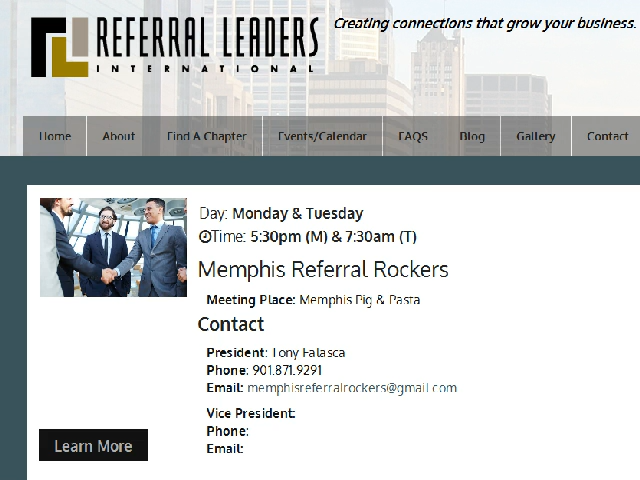 REFERRAL LEADERS
INTERNATIONAL
Creating connections that grow your business.
Home About Find A Chapter Events/Calendar FAQS Blog Gallery Contact
Day: Monday & Tuesday
Time: 5:30pm (M) & 7:30am (T)
Memphis Referral Rockers
Meeting Place: Memphis Pig & Pasta
Contact
President: Tony Falasca
Phone: 901.871.9291
Email: memphisreferralrockers@gmail.com
Vice President:
Phone:
Email:
Learn More